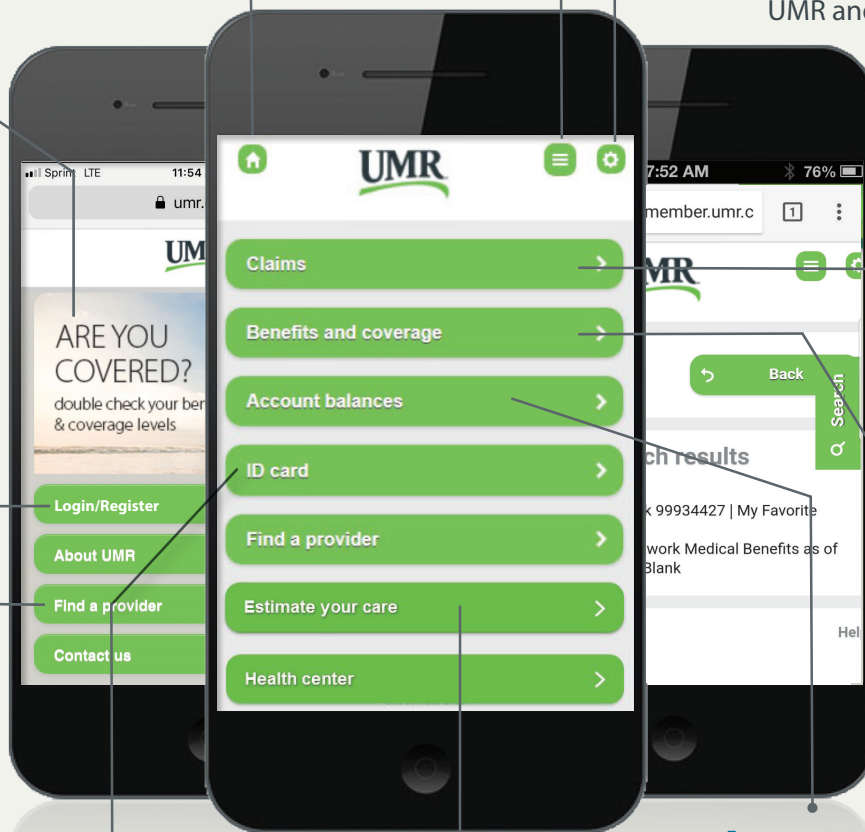 UMR and
Sprint LTE
11:54
umr.
UM
ARE YOU
COVERED?
double check your ber
& coverage levels
Login/Register
About UMR
Find a provider
Contact us
UMR
Claims
Benefits and coverage
Account balances
ID card
Find a provider
Estimate your care
Health center
7:52 AM
76%
member.umr.c
1
MR
Back
Search
ch results
k 99934427 | My Favorite
work Medical Benefits as of
Blank
Hel